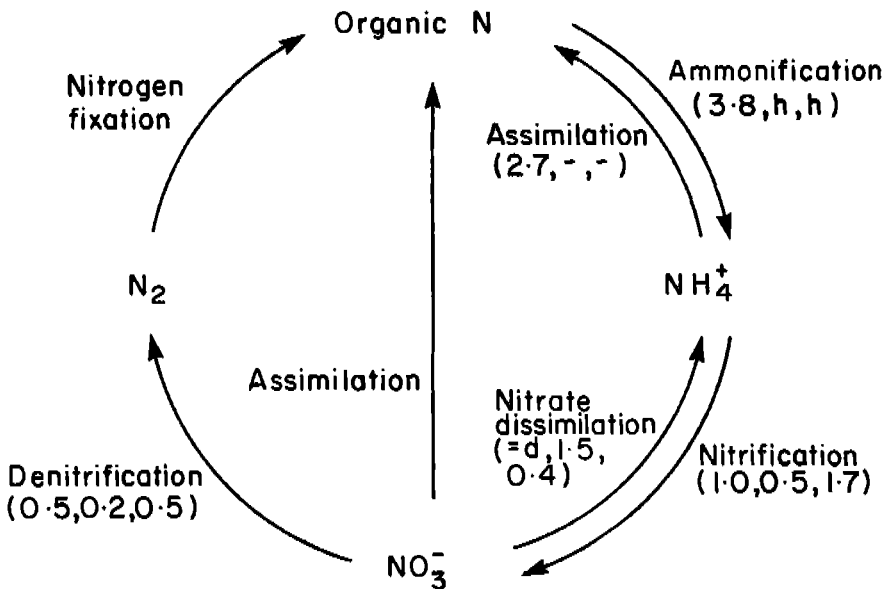 Organic N
Nitrogen
fixation
Ammonification
(3·8,h,h)
Assimilation
(2·7,-,-)
N2
NH4+
Assimilation
Nitrate
dissimilation
(=d,1·5,
0·4)
Denitrification
(0·5,0·2,0·5)
Nitrification
(1·0,0·5,1·7)
NO3-